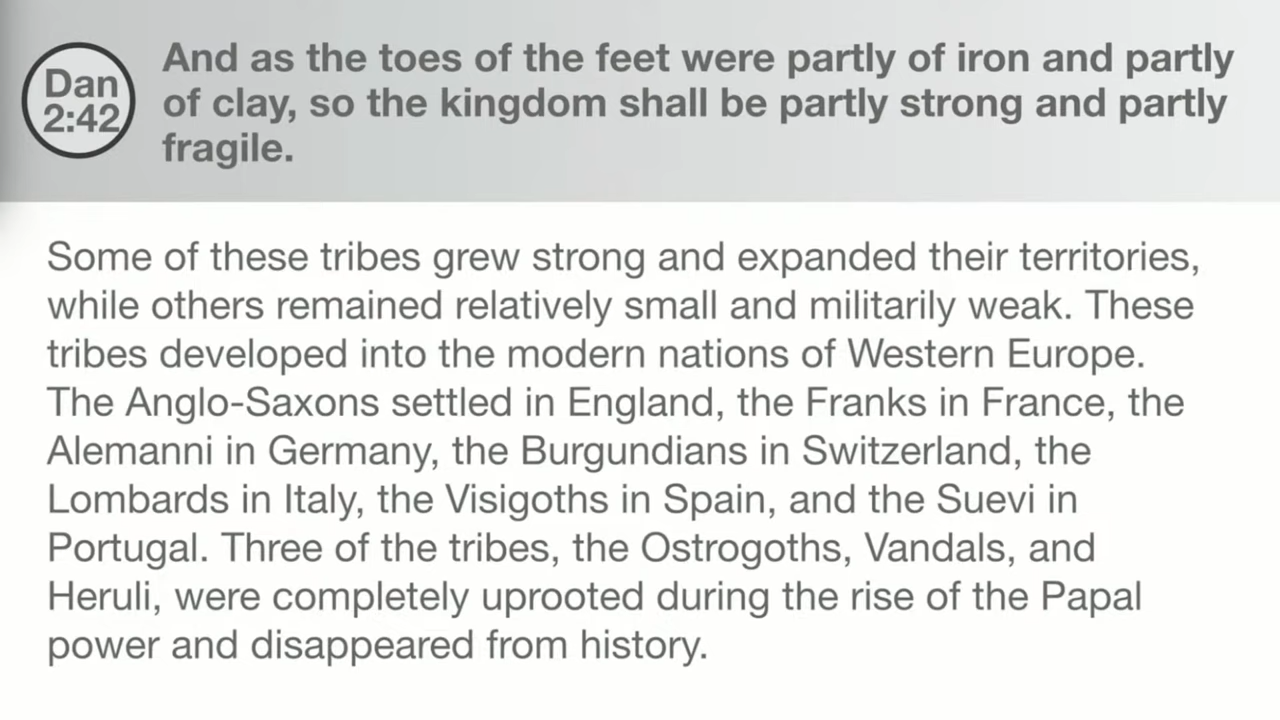 Dan
2:42
And as the toes of the feet were partly of iron and partly
of clay, so the kingdom shall be partly strong and partly
fragile.
Some of these tribes grew strong and expanded their territories,
while others remained relatively small and militarily weak. These
tribes developed into the modern nations of Western Europe.
The Anglo-Saxons settled in England, the Franks in France, the
Alemanni in Germany, the Burgundians in Switzerland, the
Lombards in Italy, the Visigoths in Spain, and the Suevi in
Portugal. Three of the tribes, the Ostrogoths, Vandals, and
Heruli, were completely uprooted during the rise of the Papal
power and disappeared from history.